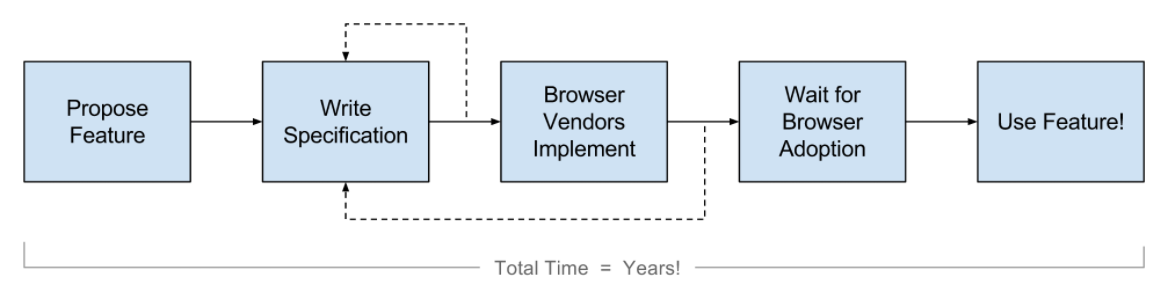 Propose
Feature
Write
Specification
Browser
Vendors
Implement
Wait for
Browser
Adoption
Use Feature!
Total Time = Years!